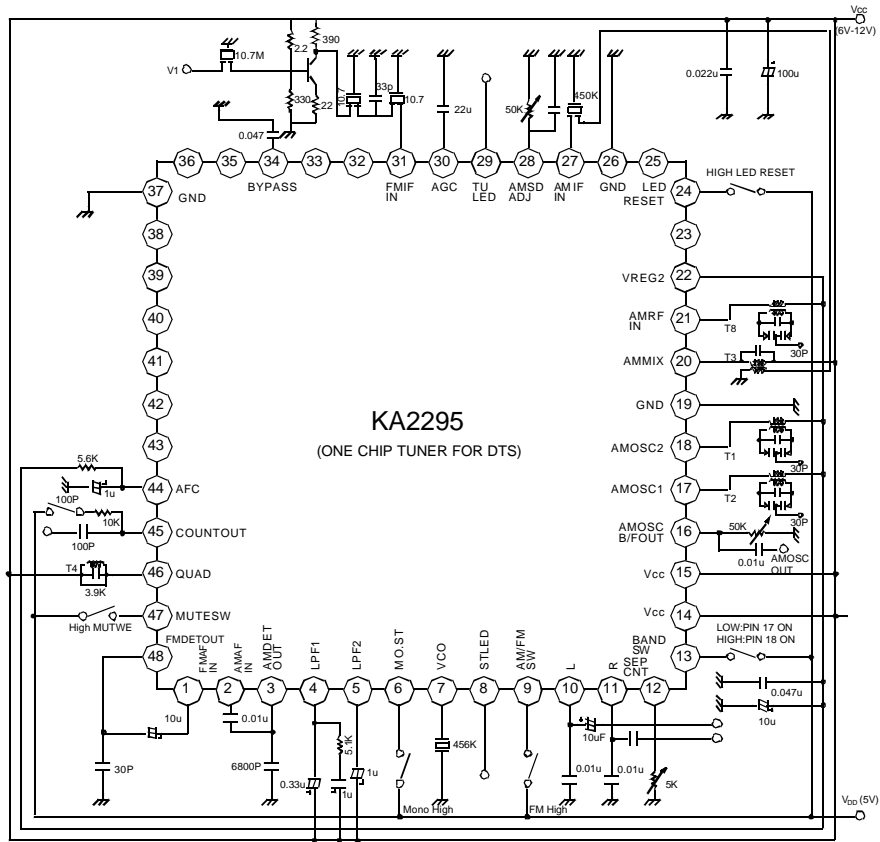 Vcc
(6V-12V)
V1
10.7M
2.2
390
330
22
10.7
33p
10.7
0.047
22u
50K
450K
0.022u
100u
36
35
34
33
32
31
30
29
28
27
26
25
GND
BYPASS
FMIF
IN
AGC
TU
LED
AMSD
ADJ
AM IF
IN
GND
LED
RESET
37
38
39
40
41
42
43
44
45
46
47
48
24
23
22
21
20
19
18
17
16
15
14
13
HIGH LED RESET
VREG2
AMRF
IN
T8
30P
AMMIX
T3
GND
AMOSC2
T1
30P
AMOSC1
T2
30P
AMOSC
B/FOUT
50K
0.01u
AMOSC
OUT
Vcc
Vcc
LOW:PIN 17 ON
HIGH:PIN 18 ON
BAND
SW
KA2295
(ONE CHIP TUNER FOR DTS)
5.6K
1u
AFC
100P
10K
COUNTOUT
100P
T4
3.9K
QUAD
High MUTWE
MUTESW
FMDETOUT
FMAF
IN
AMAF
IN
AMDET
OUT
LPF1
LPF2
MO.ST
VCO
STLED
AM/FM
SW
L
R
SEP
CNT
1
2
3
4
5
6
7
8
9
10
11
12
10u
0.01u
30P
6800P
0.33u
5.1K
1u
1u
Mono High
456K
FM High
10uF
0.01u
0.01u
5K
0.047u
10u
VDD (5V)